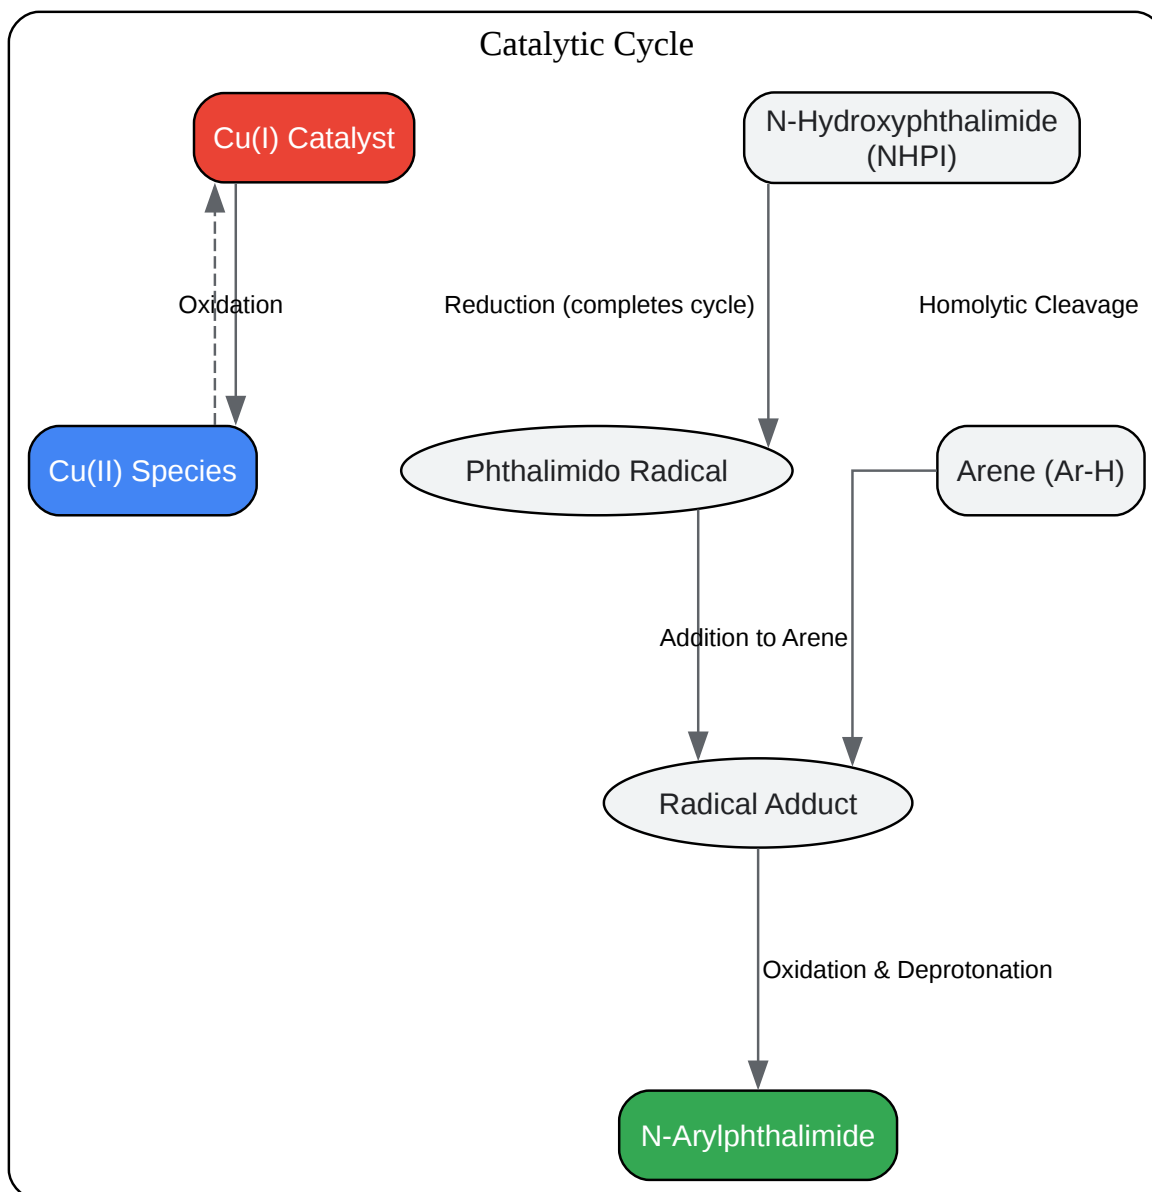 Catalytic Cycle
Cu(I) Catalyst
N-Hydroxyphthalimide
(NHPI)
Oxidation
Reduction (completes cycle)
Homolytic Cleavage
Cu(II) Species
Phthalimido Radical
Arene (Ar-H)
Addition to Arene
Radical Adduct
Oxidation & Deprotonation
N-Arylphthalimide